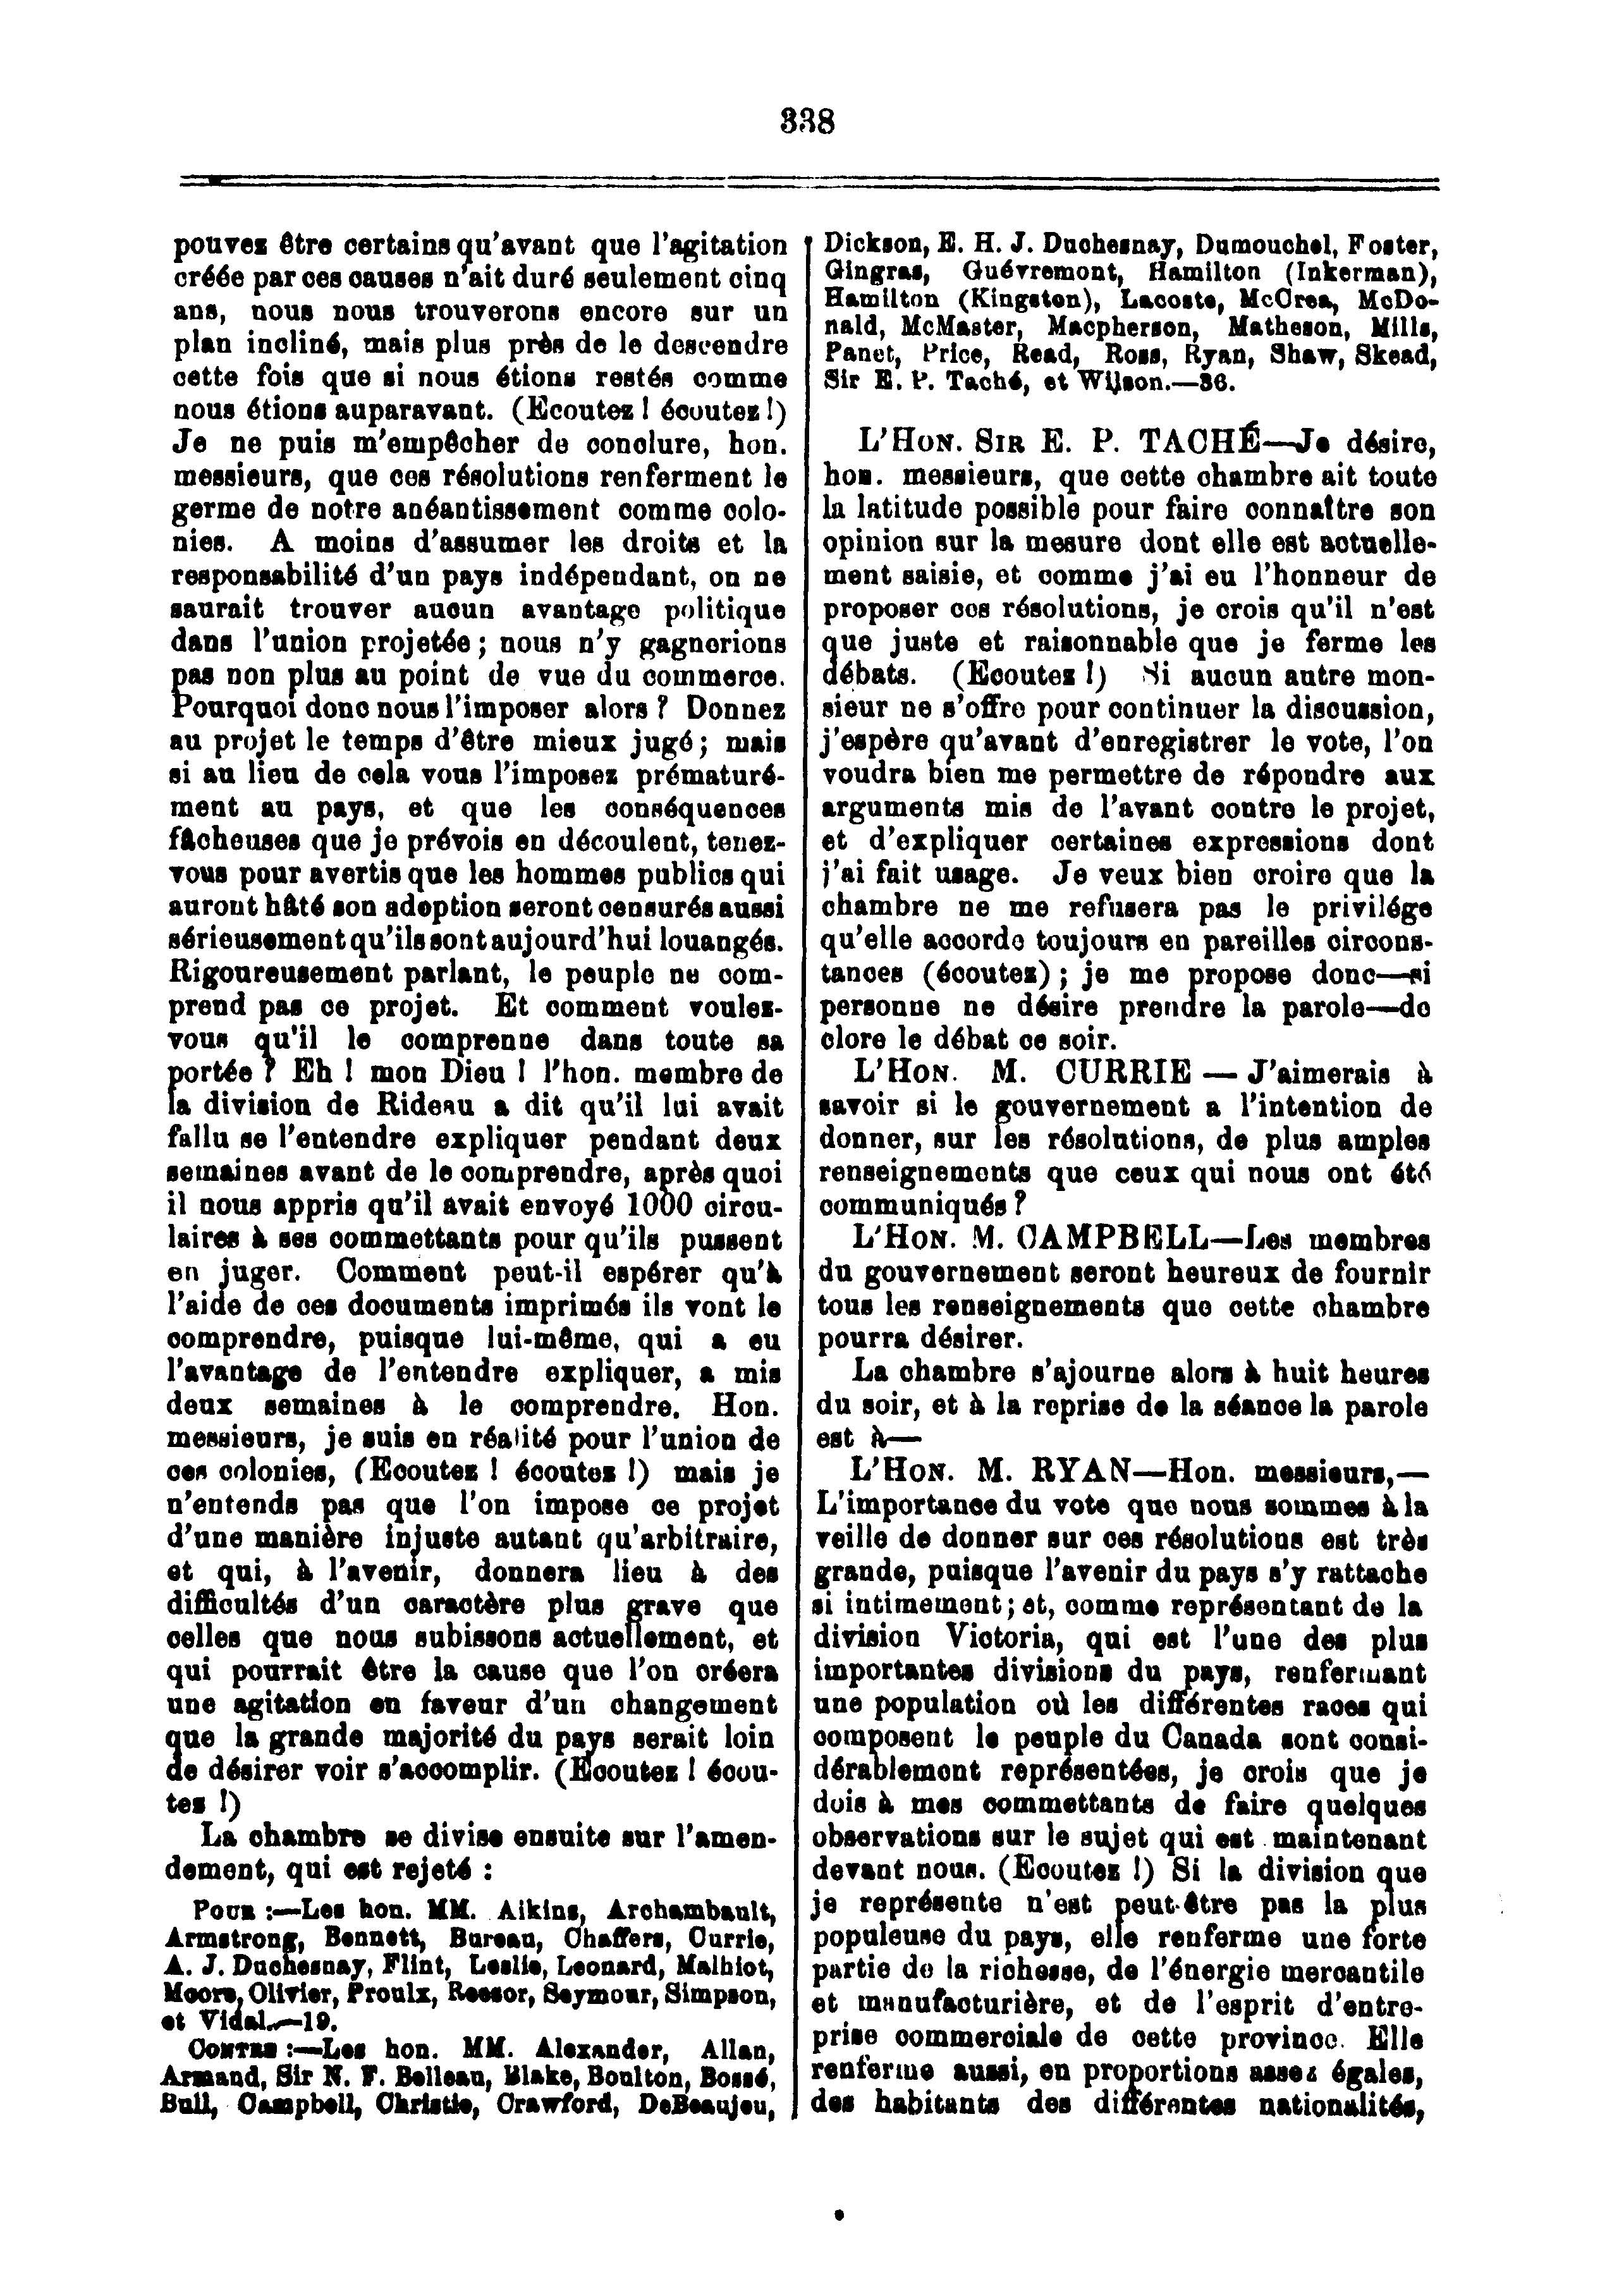 338
pouvez être certains qu'avant que l'agitation
créée par ces causes n'ait duré seulement cinq
ans, nous nous trouverons encore sur un
plan incliné, mais plus près de le descendre
cette fois que si nous étions restés comme
nous étions auparavant. (Ecoutez ! écoutez !)
Je ne puis m'empêcher de conclure, hon.
messieurs, que ces résolutions renferment le
germe de notre anéantissement comme colo-
nies. A moins d'assumer les droits et la
responsabilité d'un pays indépendant, on ne
saurait trouver aucun avantage politique
dans l'union projetée ; nous n'y gagnerions
pas non plus au point de vue du commerce.
Pourquoi donc nous l'imposer alors ? Donnez
au projet le temps d'être mieux jugé ; mais
si au lieu de cela vous l'imposez prématuré-
ment au pays, et que les conséquences
fâcheuses que je prévois en découlent, tenez-
vous pour avertis que les hommes publics qui
auront hâté son adoption seront censurés aussi
sérieusement qu'ils sont aujourd'hui louangés.
Rigoureusement parlant, le peuple ne com-
prend pas ce projet. Et comment voulez-
vous qu'il le comprenne dans toute sa
portée ? Eh ! mon Dieu ! l'hon. membre de
la division de Rideau a dit qu'il lui avait
fallu se l'entendre expliquer pendant deux
semaines avant de le comprendre, après quoi
il nous appris qu'il avait envoyé 1000 circu-
laires à ses commettants pour qu'ils pussent
en juger. Comment peut-il espérer qu'à
l'aide de ces documents imprimés ils vont le
comprendre, puisque lui-même, qui a eu
l'avantage de l'entendre expliquer, a mis
deux semaines à le comprendre. Hon.
messieurs, je suis en réalité pour l'union de
ces colonies, (Ecoutez ! écoutez !) mais je
n'entends pas que l'on impose ce projet
d'une manière injuste autant qu'arbitraire,
et qui, à l'avenir, donnera lieu à des
difficultés d'un caractère plus grave que
celles que nous subissons actuellement, et
qui pourrait être la cause que l'on créera
une agitation en faveur d'un changement
que la grande majorité du pays serait loin
de désirer voir s'accomplir. (Ecoutez ! écou-
tez !)
La chambre se divise ensuite sur l'amen-
dement, qui est rejeté :
POUR :—Les hon. MM. Aikins, Archambault,
Armstrong, Bennett, Bureau, Chaffers, Currie,
A. J. Duchesnay, Flint, Leslie, Leonard, Malhiot,
Moore, Olivier, Proulx, Reesor, Seymour, Simpson,
et Vidal.—19.
CONTRE :—Les hon. MM. Alexander, Allan,
Armand, Sir N. F. Belleau, Blake, Boulton, Bossé,
Bull, Campbell, Christie, Crawford, DeBeaujeu,
Dickson, E. H. J. Duchesnay, Dumouchel, Foster,
Gingras, Guévremont, Hamilton (Inkerman),
Hamilton (Kingston), Lacoste, McCrea, McDo-
nald, McMaster, Macpherson, Matheson, Mills,
Panet, Price, Read, Ross, Ryan, Shaw, Skead,
Sir E. P. Taché, et Wilson.—36.
L'HON. SIR E. P. TACHÉ—Je désire,
hon. messieurs, que cette chambre ait toute
la latitude possible pour faire connaître son
opinion sur la mesure dont elle est actuelle-
ment saisie, et comme j'ai eu l'honneur de
proposer ces résolutions, je crois qu'il n'est
que juste et raisonnable que je ferme les
débats. (Ecoutez !) Si aucun autre mon-
sieur ne s'offre pour continuer la discussion,
j'espère qu'avant d'enregistrer le vote, l'on
voudra bien me permettre de répondre aux
arguments mis de l'avant contre le projet,
et d'expliquer certaines expressions dont
j'ai fait usage. Je veux bien croire que la
chambre ne me refusera pas le privilége
qu'elle accorde toujours en pareilles circons-
tances (écoutez) ; je me propose donc—si
personne ne désire prendre la parole—de
clore le débat ce soir.
L'HON. M. CURRIE — J'aimerais à
savoir si le gouvernement a l'intention de
donner, sur les résolutions, de plus amples
renseignements que ceux qui nous ont été
communiqués ?
L'HON. M. CAMPBELL—Les membres
du gouvernement seront heureux de fournir
tous les renseignements que cette chambre
pourra désirer.
La chambre s'ajourne alors à huit heures
du soir, et à la reprise de la séance la parole
est à—
L'HON. M. RYAN—Hon. messieurs,—
L'importance du vote que nous sommes à la
veille de donner sur ces résolutions est très
grande, puisque l'avenir du pays s'y rattache
si intimement ; et, comme représentant de la
division Victoria, qui est l'une des plus
importantes divisions du pays, renfermant
une population où les différentes races qui
composent le peuple du Canada sont consi-
dérablement représentées, je crois que je
dois à mes commettants de faire quelques
observations sur le sujet qui est maintenant
devant nous. (Ecoutez !) Si la division que
je représente n'est peut-être pas la plus
populeuse du pays, elle renferme une forte
partie de la richesse, de l'énergie mercantile
et manufacturière, et de l'esprit d'entre-
prise commerciale de cette province. Elle
renferme aussi, en proportions assez égales,
des habitants des différentes nationalités,